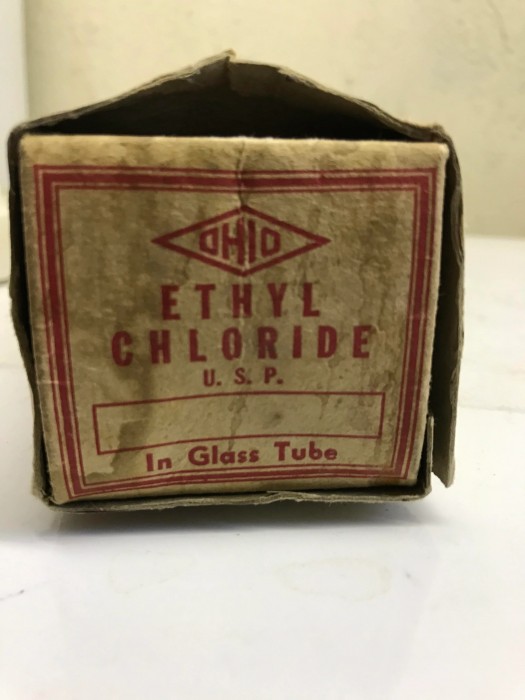 OHIO
ETHYL
CHLORIDE
U. S. P.
In Glass Tube